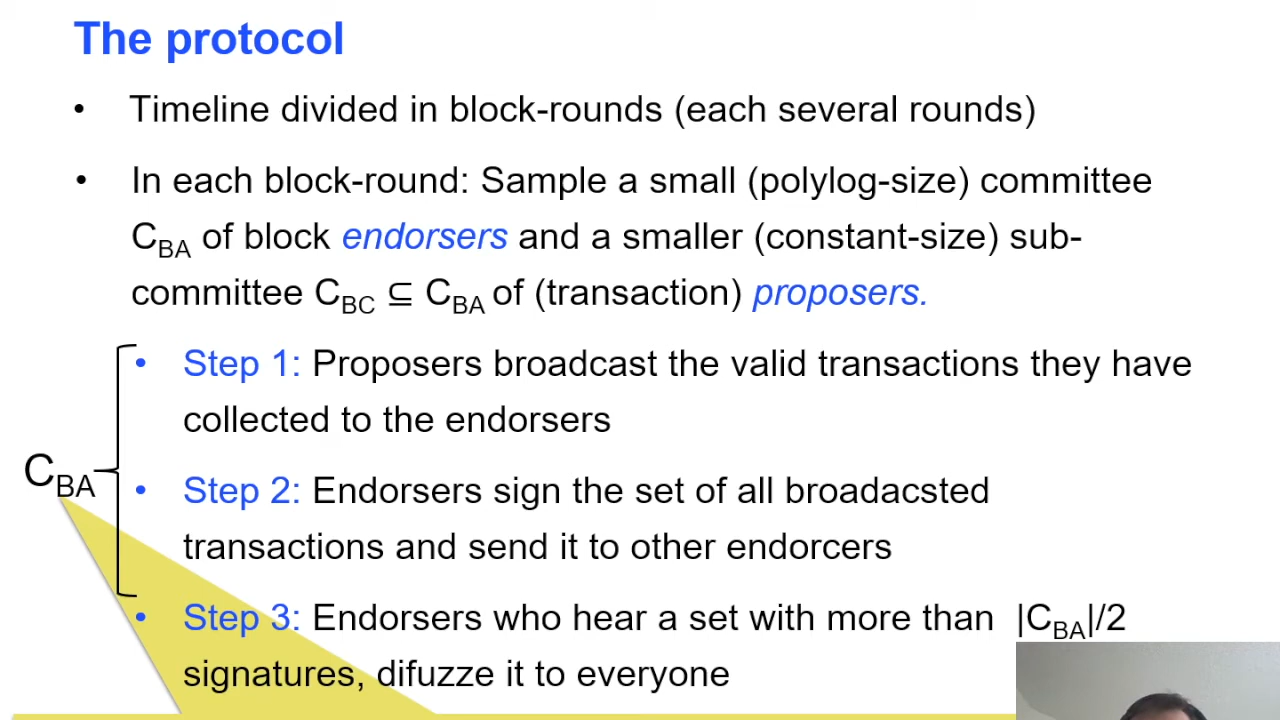 The protocol
• Timeline divided in block-rounds (each several rounds)
• In each block-round: Sample a small (polylog-size) committee
C_BA of block endorsers and a smaller (constant-size) sub-
committee C_BC ⊆ C_BA of (transaction) proposers.
• Step 1: Proposers broadcast the valid transactions they have
collected to the endorsers
C_BA
• Step 2: Endorsers sign the set of all broadacsted
transactions and send it to other endorcers
• Step 3: Endorsers who hear a set with more than |C_BA|/2
signatures, difuzze it to everyone